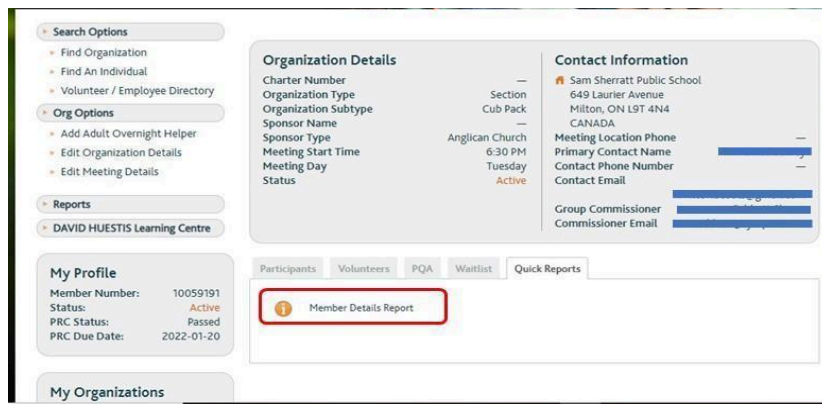 Search Options
Find Organization
Find An Individual
Volunteer / Employee Directory
Org Options
Add Adult Overnight Helper
Edit Organization Details
Edit Meeting Details
Reports
DAVID HUESTIS Learning Centre
My Profile
Member Number: 10059191
Status: Active
PRC Status: Passed
PRC Due Date: 2022-01-20
My Organizations
Organization Details
Charter Number —
Organization Type Section
Organization Subtype Cub Pack
Sponsor Name —
Sponsor Type Anglican Church
Meeting Start Time 6:30 PM
Meeting Day Tuesday
Status Active
Contact Information
Sam Sherratt Public School
649 Laurier Avenue
Milton, ON L9T 4N4
CANADA
Meeting Location Phone —
Primary Contact Name
Contact Phone Number —
Contact Email
Group Commissioner
Commissioner Email
Participants Volunteers PQA Waitlist Quick Reports
Member Details Report